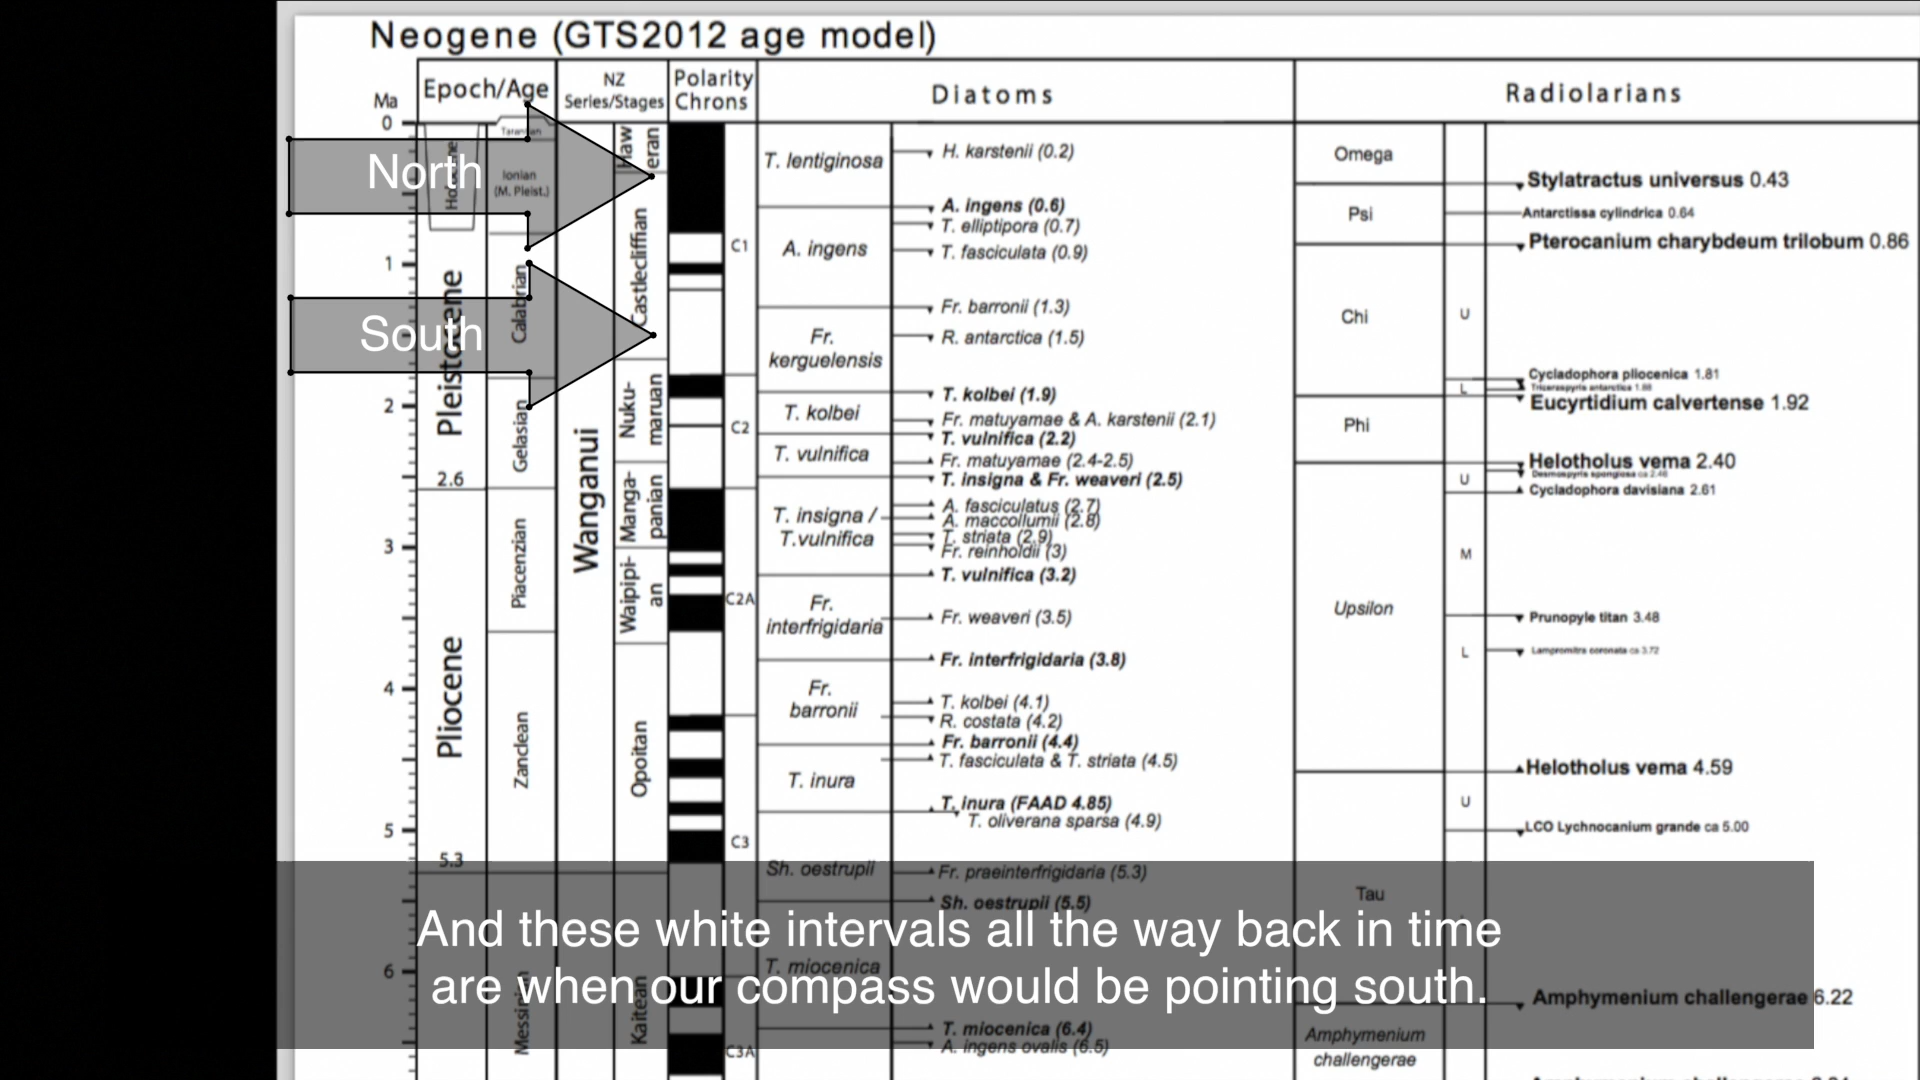 Neogene (GTS2012 age model)
Ma
Epoch/Age
NZ
Series/Stages
Polarity
Chrons
Diatoms
Radiolarians
0
1
2
3
4
5
6
North
South
Pleistocene
2.6
Pliocene
5.3
Ionian
(M. Pleist.)
Calabrian
Gelasian
Piacenzian
Zanclean
Messinian
Wanganui
Haw
eran
Castlecliffian
Nuku-
maruan
Manga-
panian
Waipipi-
an
Opoitan
Kaitean
C1
C2
C2A
C3
C3A
T. lentiginosa
A. ingens
Fr.
kerguelensis
T. kolbei
T. vulnifica
T. insigna /
T.vulnifica
Fr.
interfrigidaria
Fr.
barronii
T. inura
Sh. oestrupii
T. miocenica
H. karstenii (0.2)
A. ingens (0.6)
T. elliptipora (0.7)
T. fasciculata (0.9)
Fr. barronii (1.3)
R. antarctica (1.5)
T. kolbei (1.9)
Fr. matuyamae & A. karstenii (2.1)
T. vulnifica (2.2)
Fr. matuyamae (2.4-2.5)
T. insigna & Fr. weaveri (2.5)
A. fasciculatus (2.7)
A. maccollumii (2.8)
T. striata (2.9)
Fr. reinholdii (3)
T. vulnifica (3.2)
Fr. weaveri (3.5)
Fr. interfrigidaria (3.8)
T. kolbei (4.1)
R. costata (4.2)
Fr. barronii (4.4)
T. fasciculata & T. striata (4.5)
T. inura (FAAD 4.85)
T. oliverana sparsa (4.9)
Fr. praeinterfrigidaria (5.3)
Sh. oestrupii (5.5)
T. miocenica (6.4)
A. ingens ovalis (6.5)
Omega
Psi
Chi
Phi
Upsilon
Tau
Amphymenium
challengerae
U
L
U
M
L
U
Stylatractus universus 0.43
Antarctissa cylindrica 0.64
Pterocanium charybdeum trilobum 0.86
Cycladophora pliocenica 1.81
Eucyrtidium calvertense 1.92
Helotholus vema 2.40
Cycladophora davisiana 2.61
Prunopyle titan 3.48
Lampromitra coronata ca 3.72
Helotholus vema 4.59
LCO Lychnocanium grande ca 5.00
Amphymenium challengerae 6.22
And these white intervals all the way back in time
are when our compass would be pointing south.